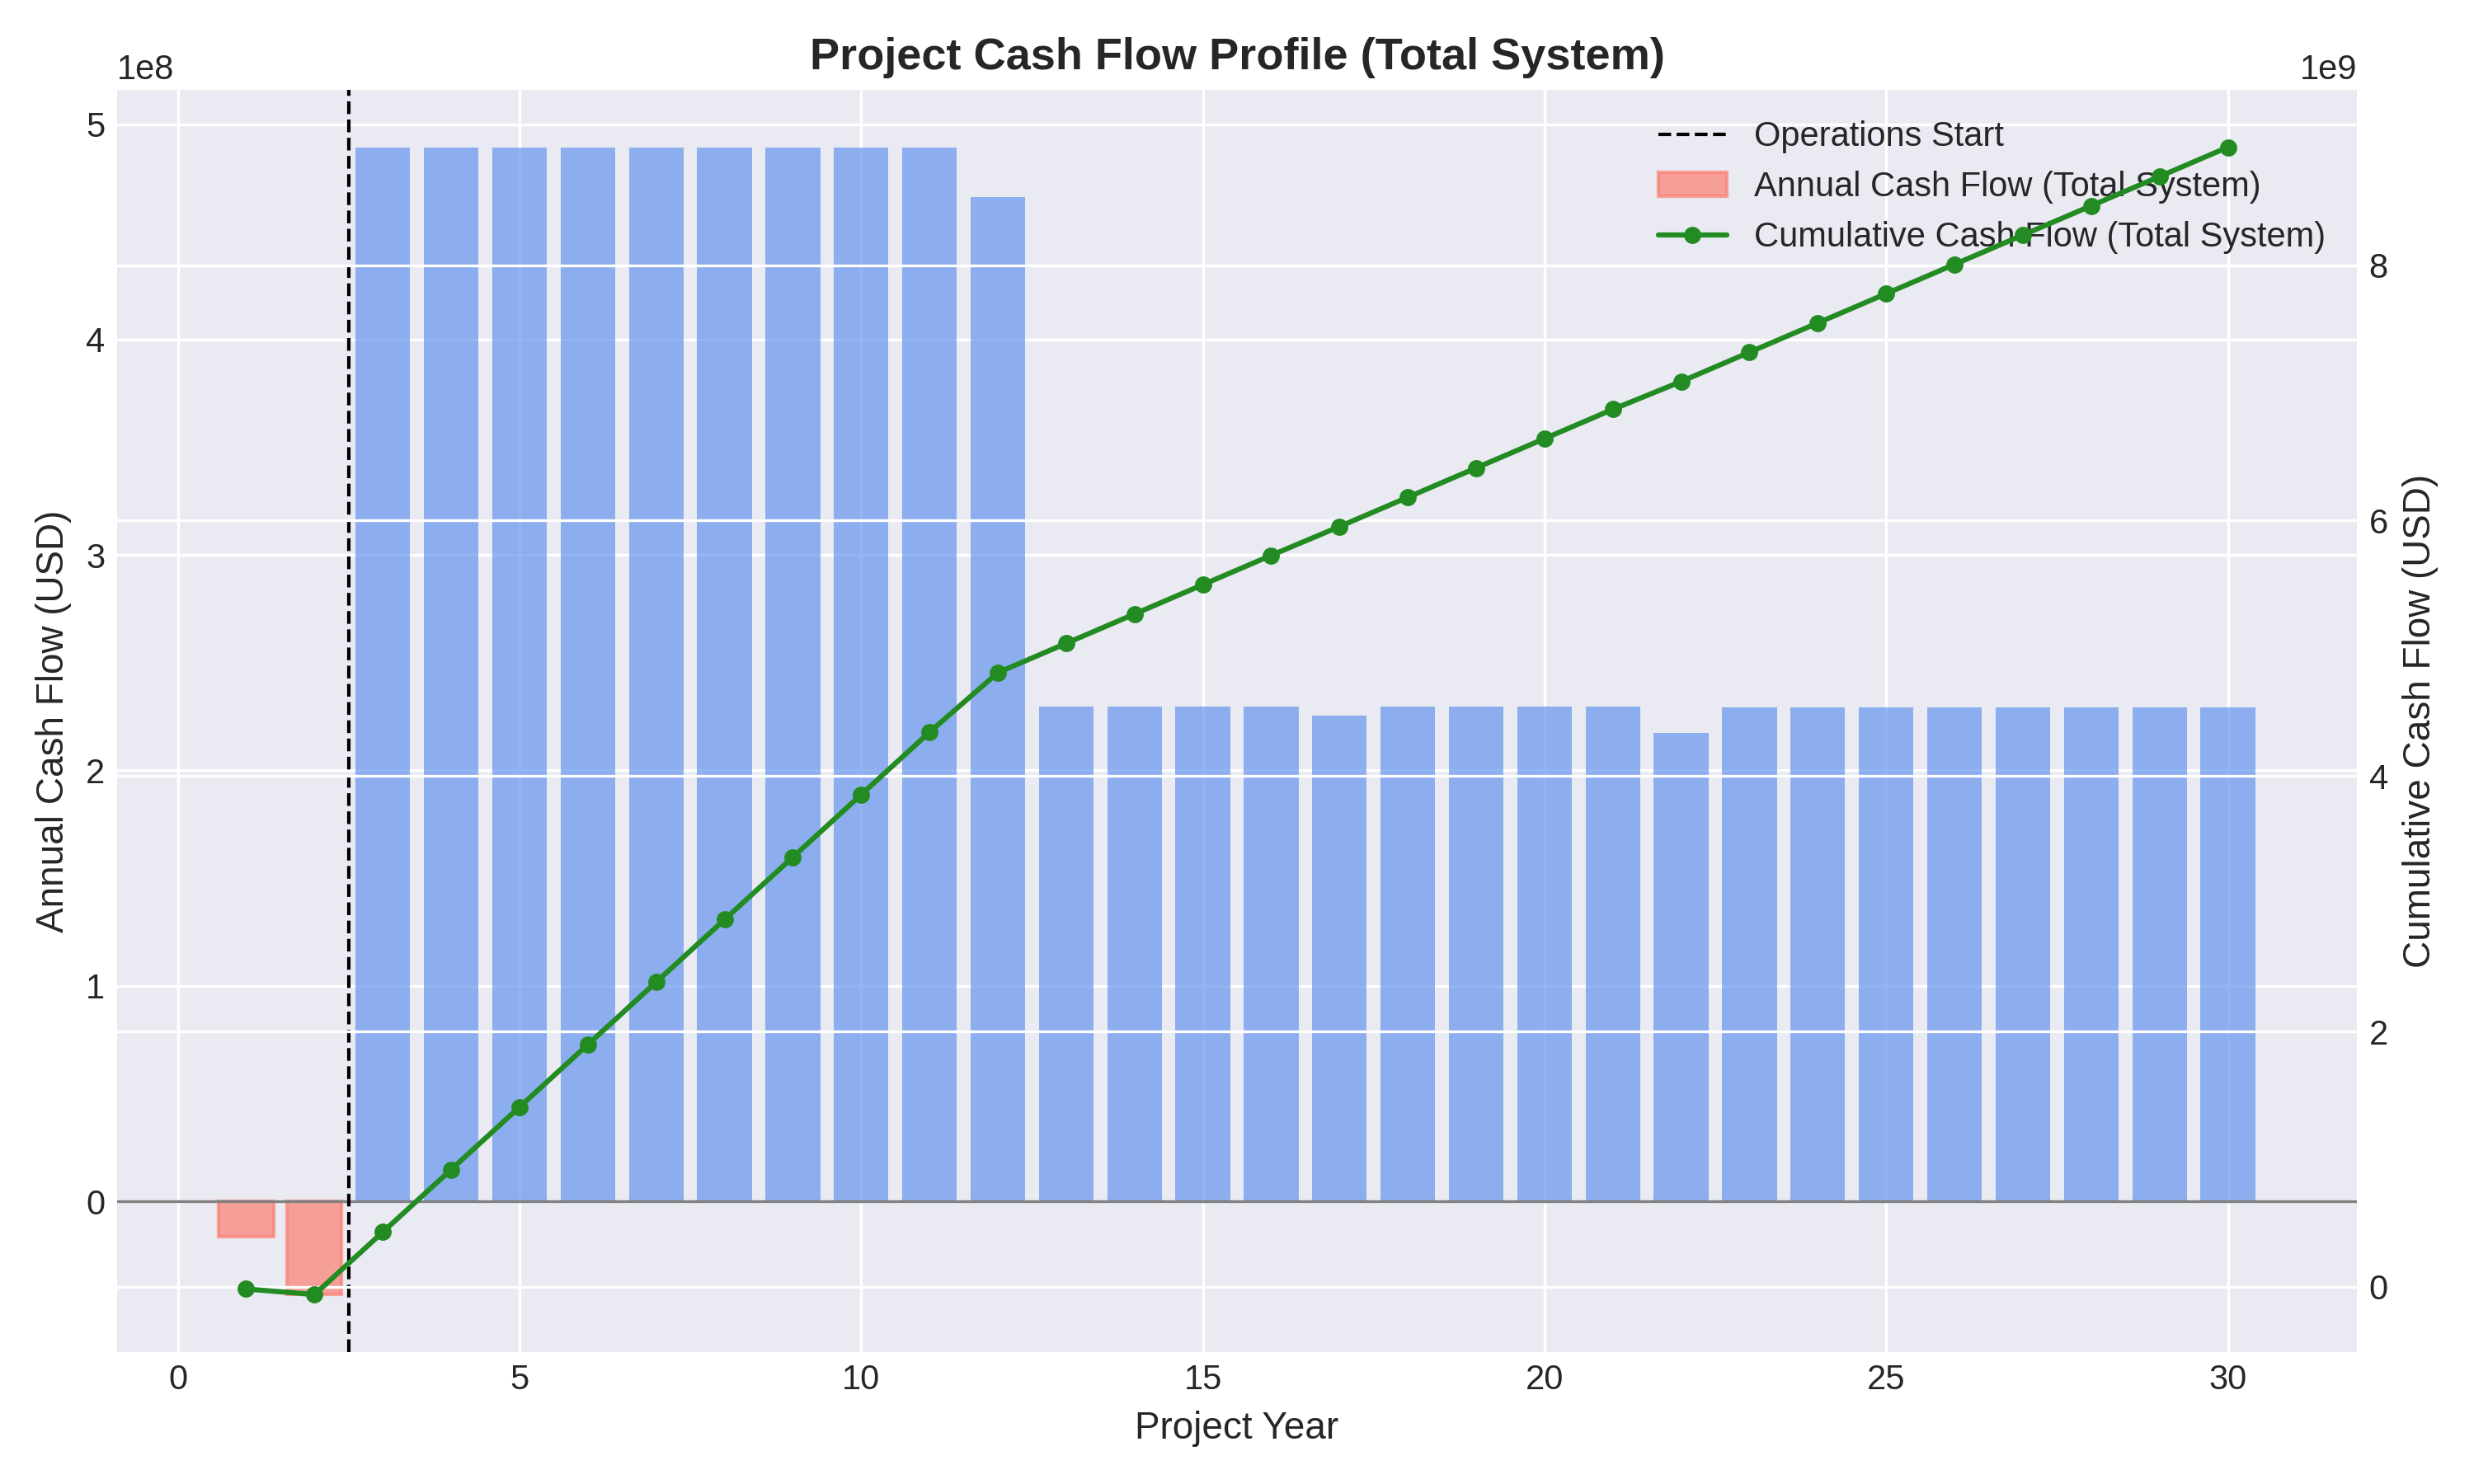 Project Cash Flow Profile (Total System)
1e8
1e9
Operations Start
Annual Cash Flow (Total System)
Cumulative Cash Flow (Total System)
5
4
3
2
1
0
Annual Cash Flow (USD)
8
6
4
2
0
Cumulative Cash Flow (USD)
0 5 10 15 20 25 30
Project Year